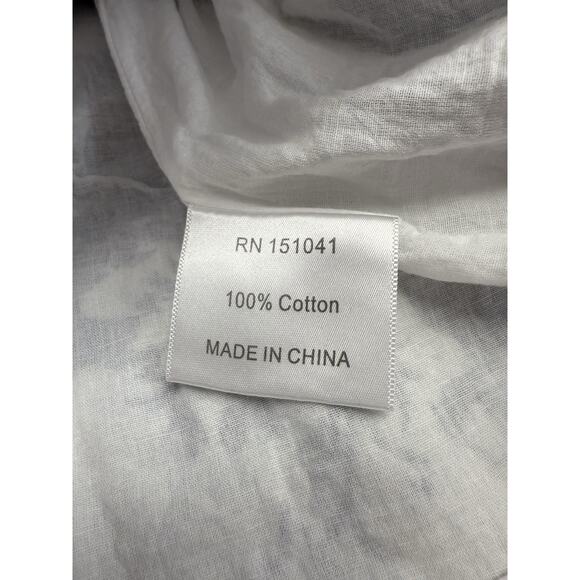 RN 151041
100% Cotton
MADE IN CHINA